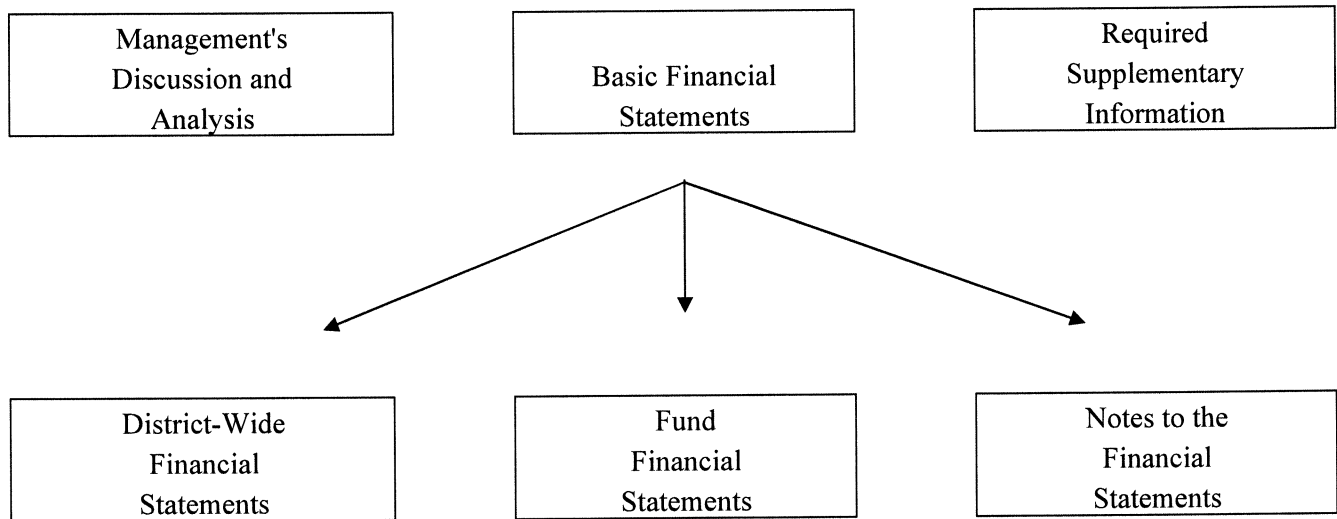 Management's
Discussion and
Analysis
Basic Financial
Statements
Required
Supplementary
Information
District-Wide
Financial
Statements
Fund
Financial
Statements
Notes to the
Financial
Statements